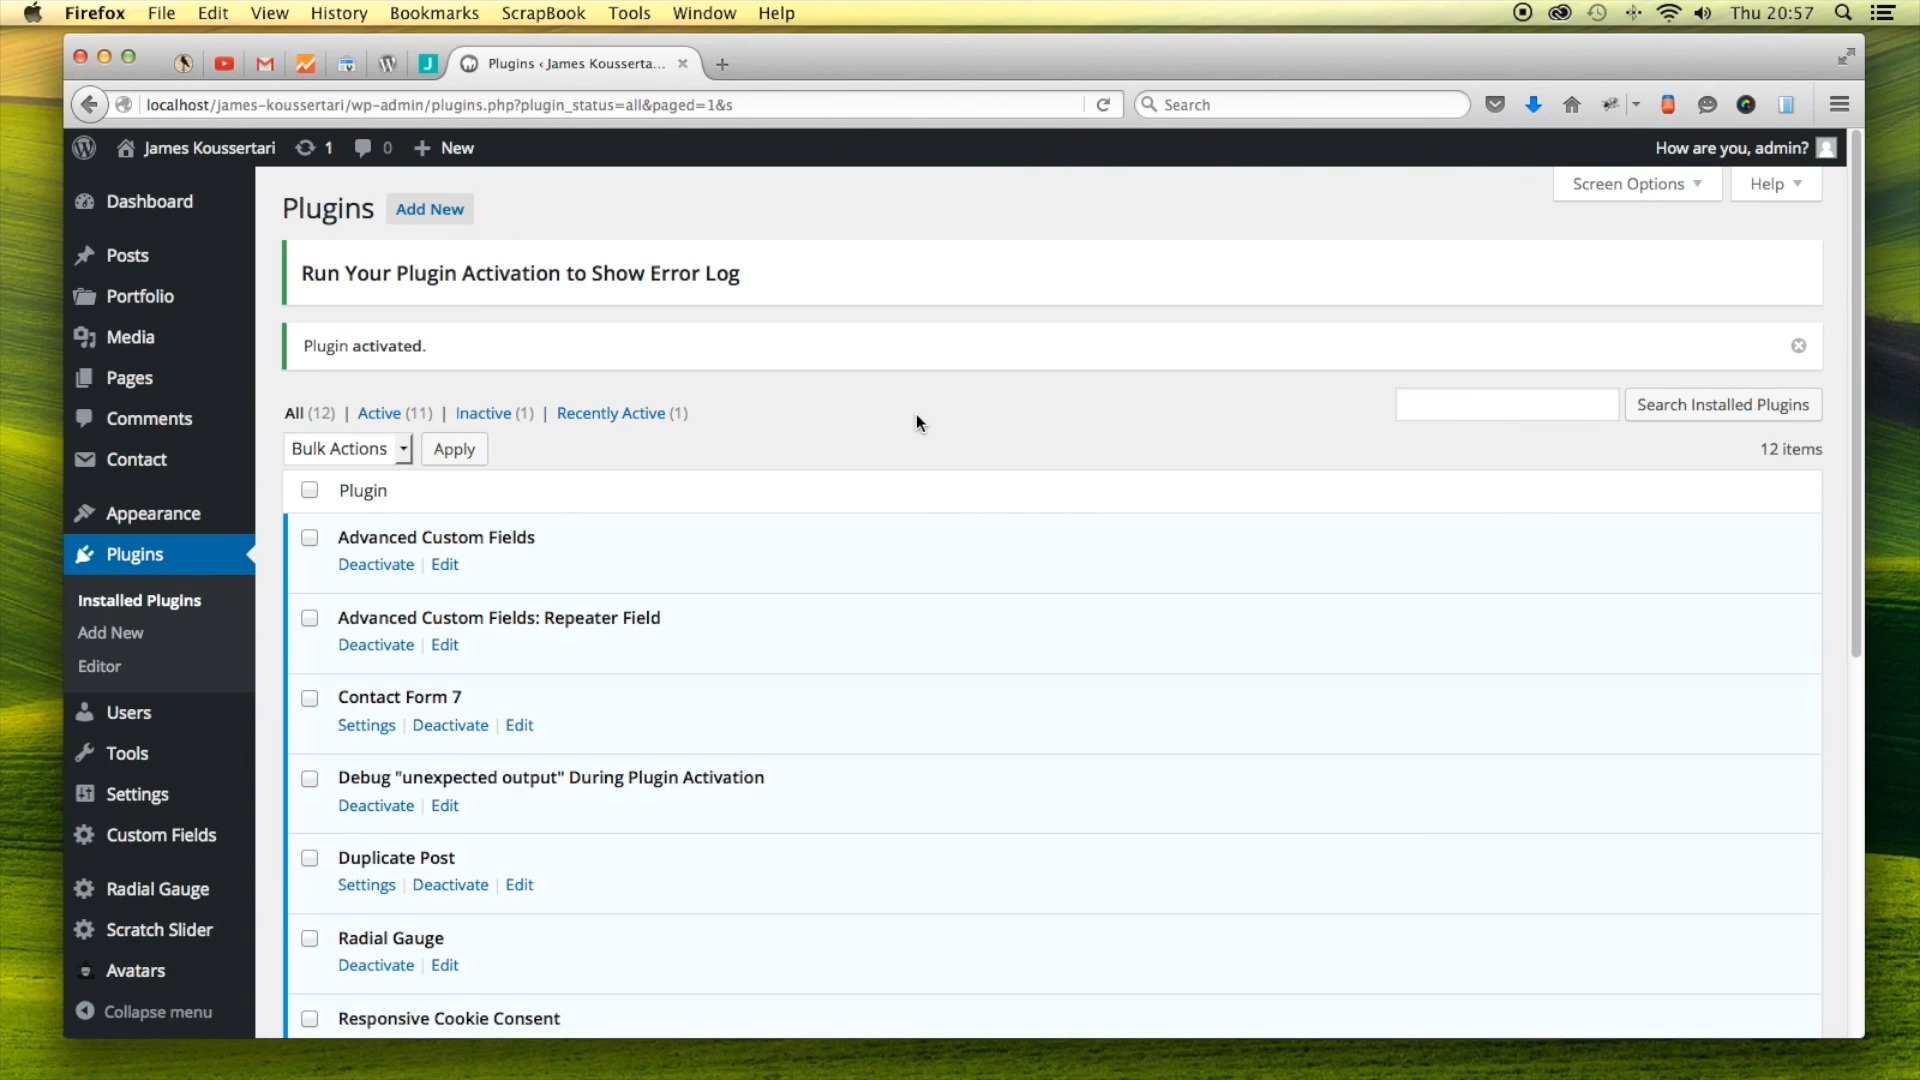 Firefox File Edit View History Bookmarks ScrapBook Tools Window Help Thu 20:57
J Plugins ‹ James Kousserta...
localhost/james-koussertari/wp-admin/plugins.php?plugin_status=all&paged=1&s Search
James Koussertari 1 0 New How are you, admin?
Screen Options Help
Dashboard
Posts
Portfolio
Media
Pages
Comments
Contact
Appearance
Plugins
Installed Plugins
Add New
Editor
Users
Tools
Settings
Custom Fields
Radial Gauge
Scratch Slider
Avatars
Collapse menu
Plugins Add New
Run Your Plugin Activation to Show Error Log
Plugin activated.
All (12) | Active (11) | Inactive (1) | Recently Active (1)
Search Installed Plugins
Bulk Actions Apply
12 items
Plugin
Advanced Custom Fields
Deactivate | Edit
Advanced Custom Fields: Repeater Field
Deactivate | Edit
Contact Form 7
Settings | Deactivate | Edit
Debug "unexpected output" During Plugin Activation
Deactivate | Edit
Duplicate Post
Settings | Deactivate | Edit
Radial Gauge
Deactivate | Edit
Responsive Cookie Consent